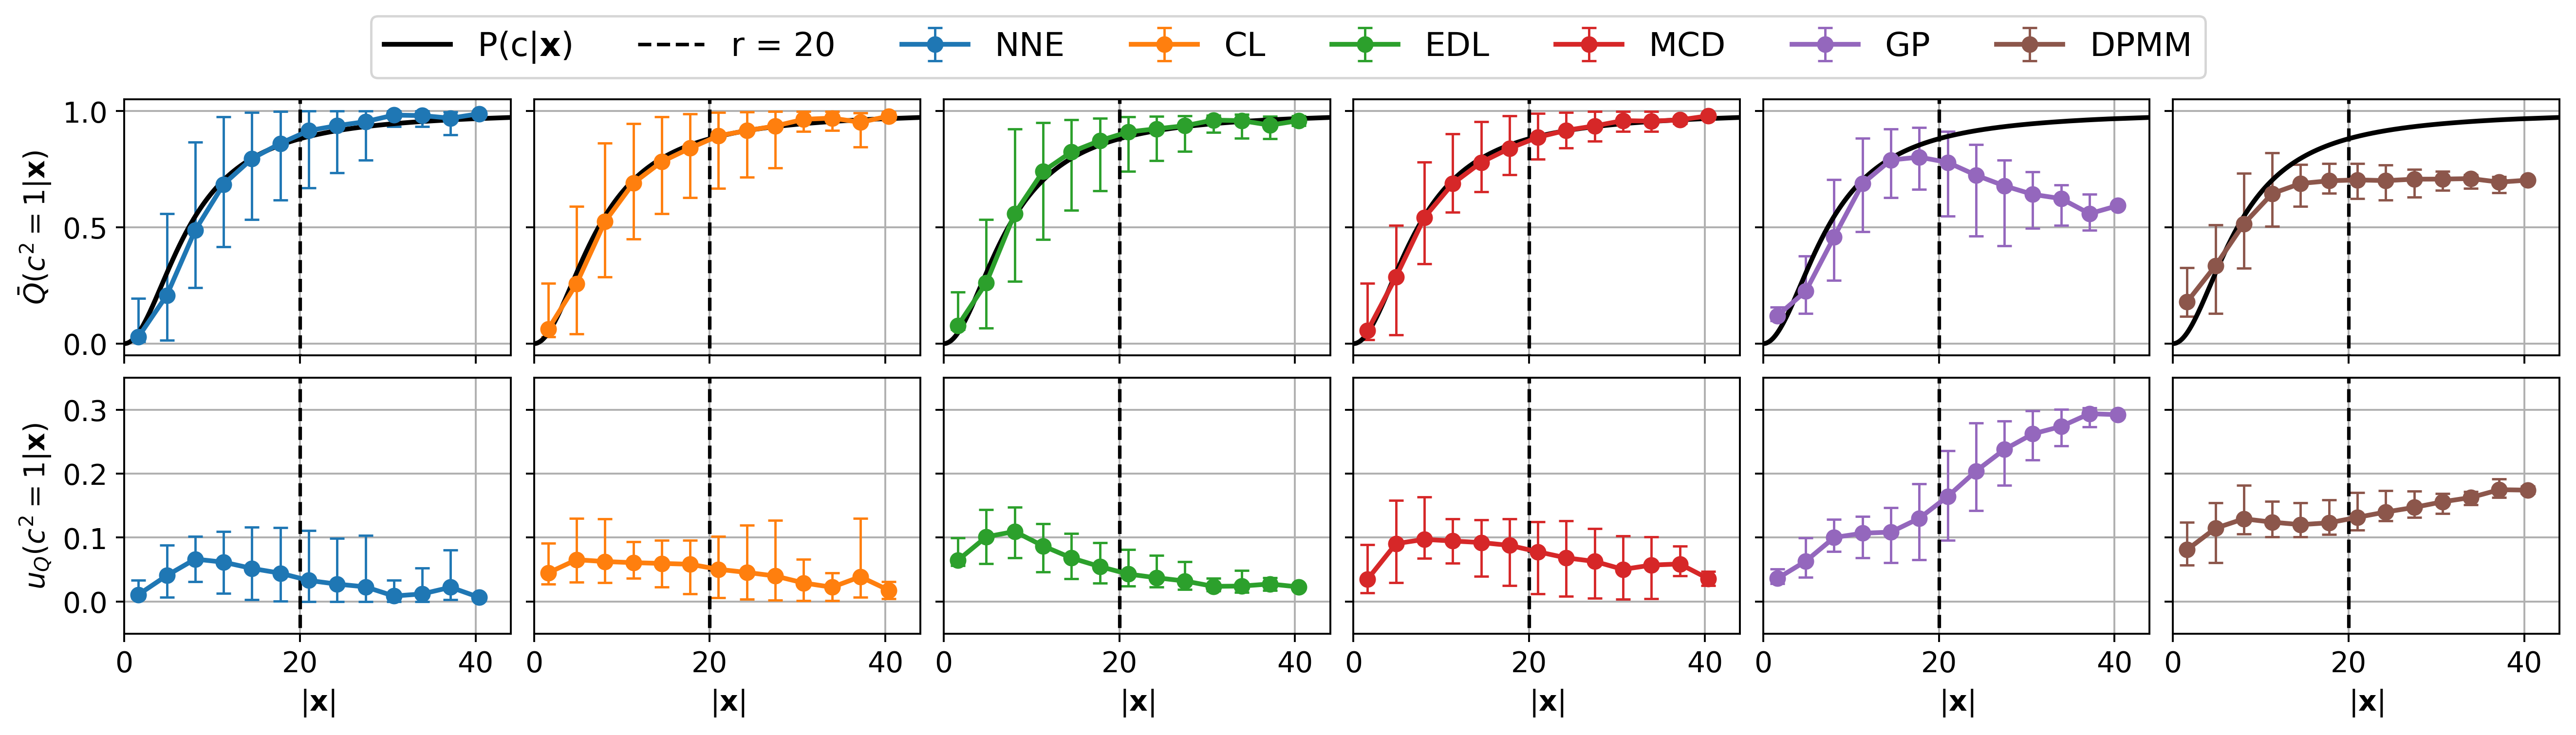 P(c|x) r = 20 NNE CL EDL MCD GP DPMM
Q̄(c² = 1|x)
1.0
0.5
0.0
u_Q(c² = 1|x)
0.3
0.2
0.1
0.0
0 20 40 0 20 40 0 20 40 0 20 40 0 20 40 0 20 40
|x| |x| |x| |x| |x| |x|